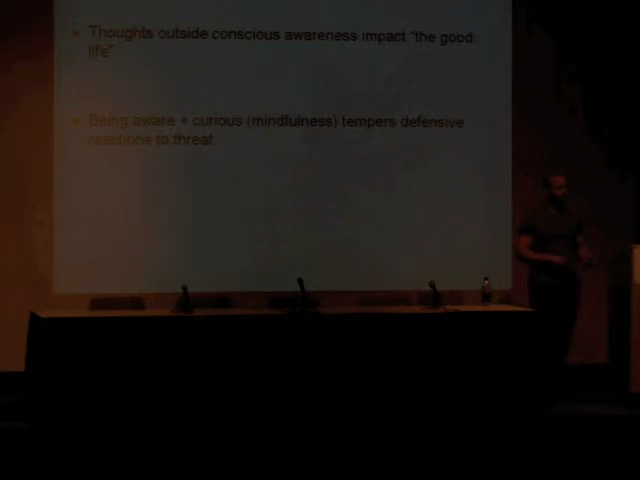 Thoughts outside conscious awareness impact "the good
life"
Being aware + curious (mindfulness) tempers defensive
reactions to threat